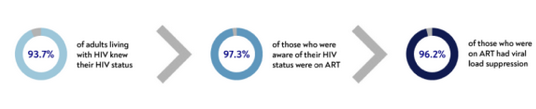 93.7%
of adults living
with HIV knew
their HIV status
97.3%
of those who were
aware of their HIV
status were on ART
96.2%
of those who were
on ART had viral
load suppression